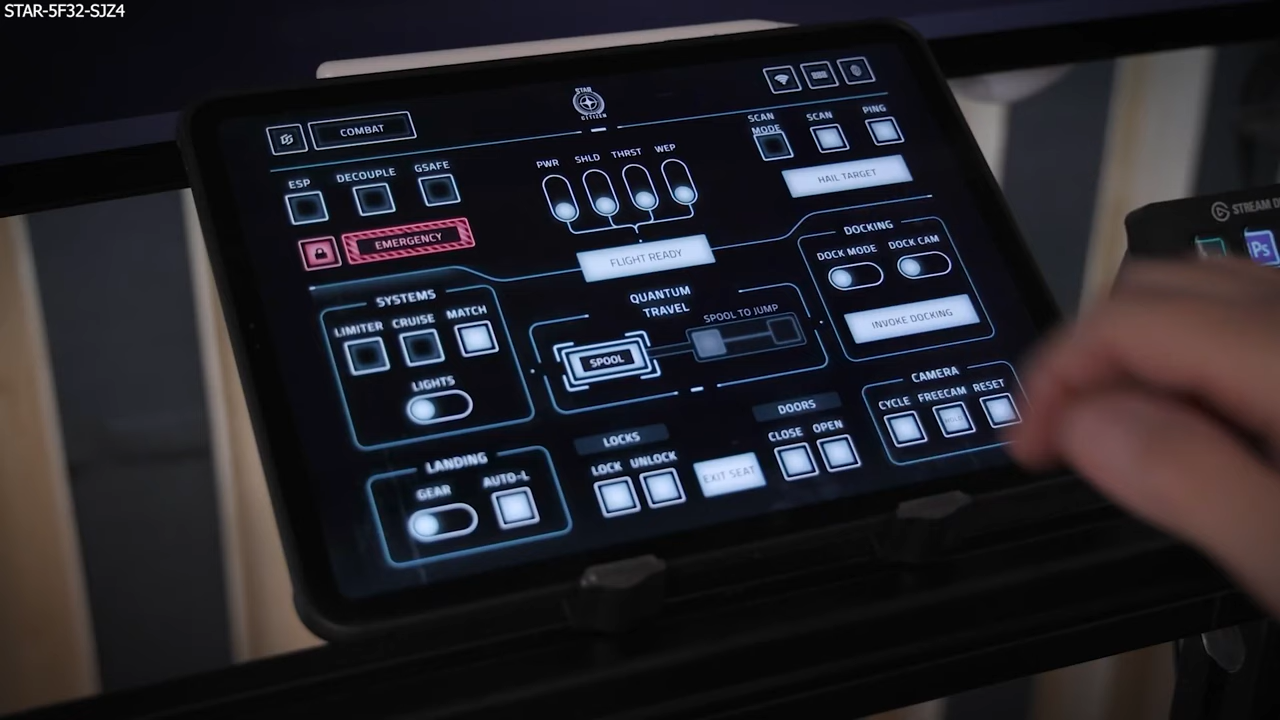 STAR-5F32-SJZ4
COMBAT
STAR
CITIZEN
ESP
DECOUPLE
GSAFE
PWR
SHLD
THRST
WEP
SCAN
MODE
SCAN
PING
HAIL TARGET
EMERGENCY
FLIGHT READY
STREAM D
Ps
SYSTEMS
LIMITER
CRUISE
MATCH
LIGHTS
QUANTUM
TRAVEL
SPOOL
SPOOL TO JUMP
DOCKING
DOCK MODE
DOCK CAM
INVOKE DOCKING
LANDING
GEAR
AUTO-L
LOCKS
LOCK
UNLOCK
EXIT SEAT
DOORS
CLOSE
OPEN
CAMERA
CYCLE
FREECAM
RESET